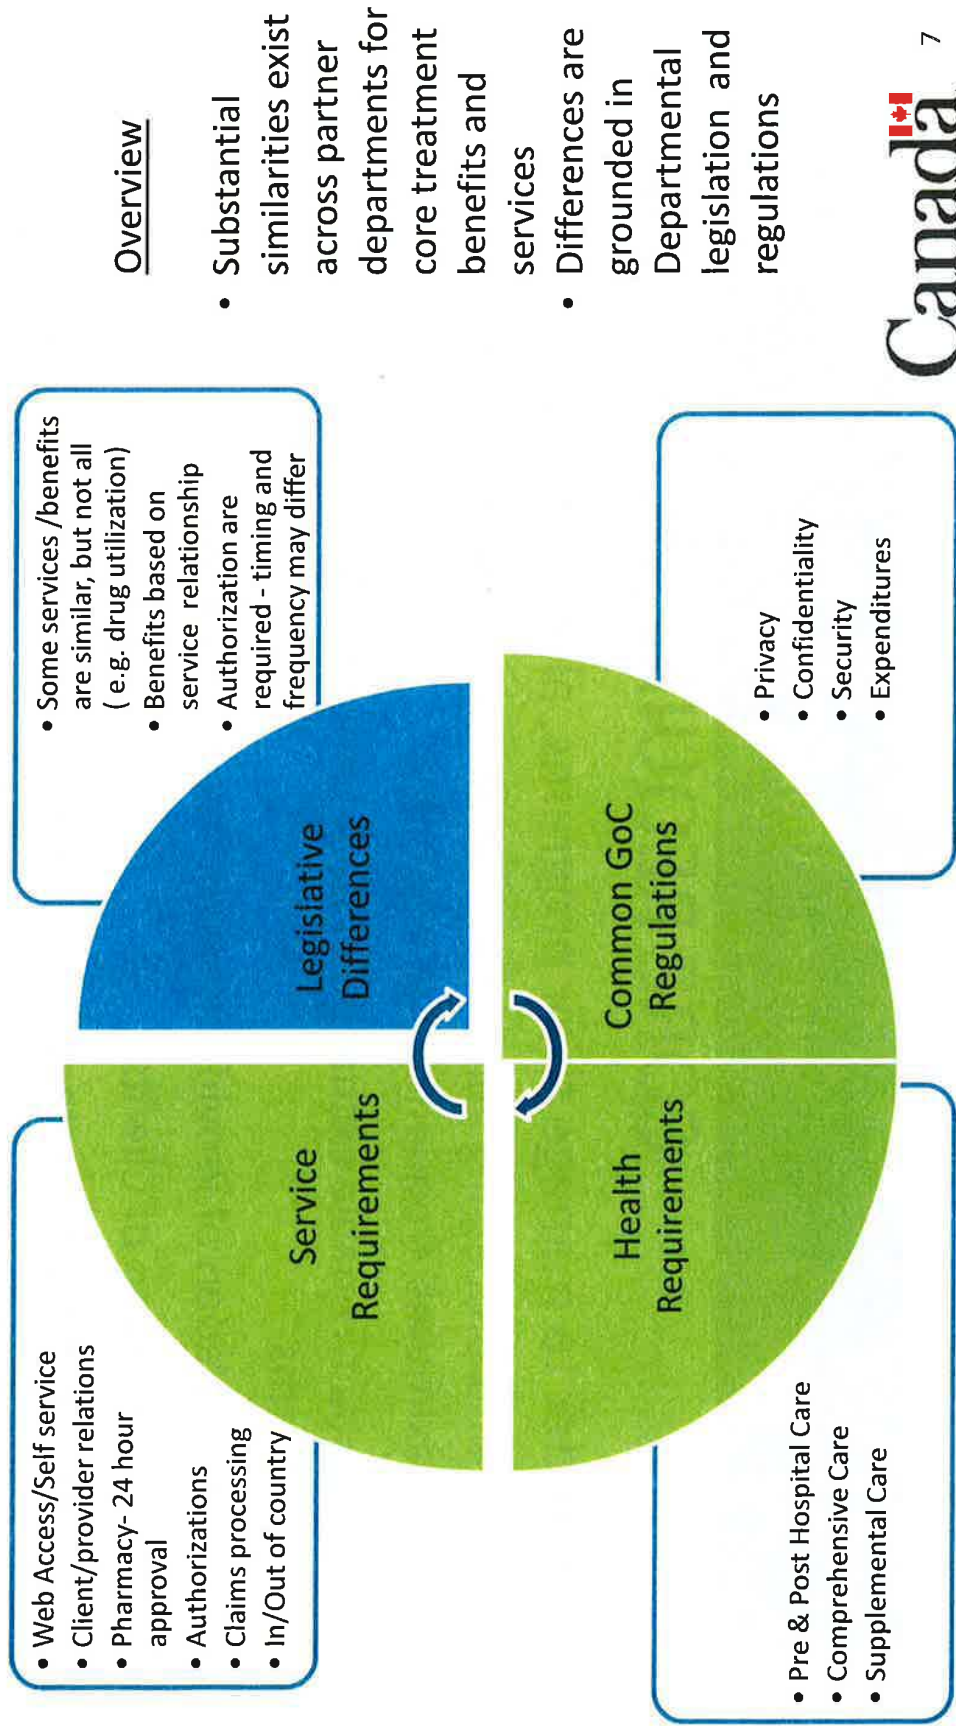 • Web Access/Self service
• Client/provider relations
• Pharmacy- 24 hour
approval
• Authorizations
• Claims processing
• In/Out of country
• Some services /benefits
are similar, but not all
( e.g. drug utilization)
• Benefits based on
service relationship
• Authorization are
required - timing and
frequency may differ
Service
Requirements
Legislative
Differences
Health
Requirements
Common GoC
Regulations
• Pre & Post Hospital Care
• Comprehensive Care
• Supplemental Care
• Privacy
• Confidentiality
• Security
• Expenditures
Overview
• Substantial
similarities exist
across partner
departments for
core treatment
benefits and
services
• Differences are
grounded in
Departmental
legislation and
regulations
Canada
7